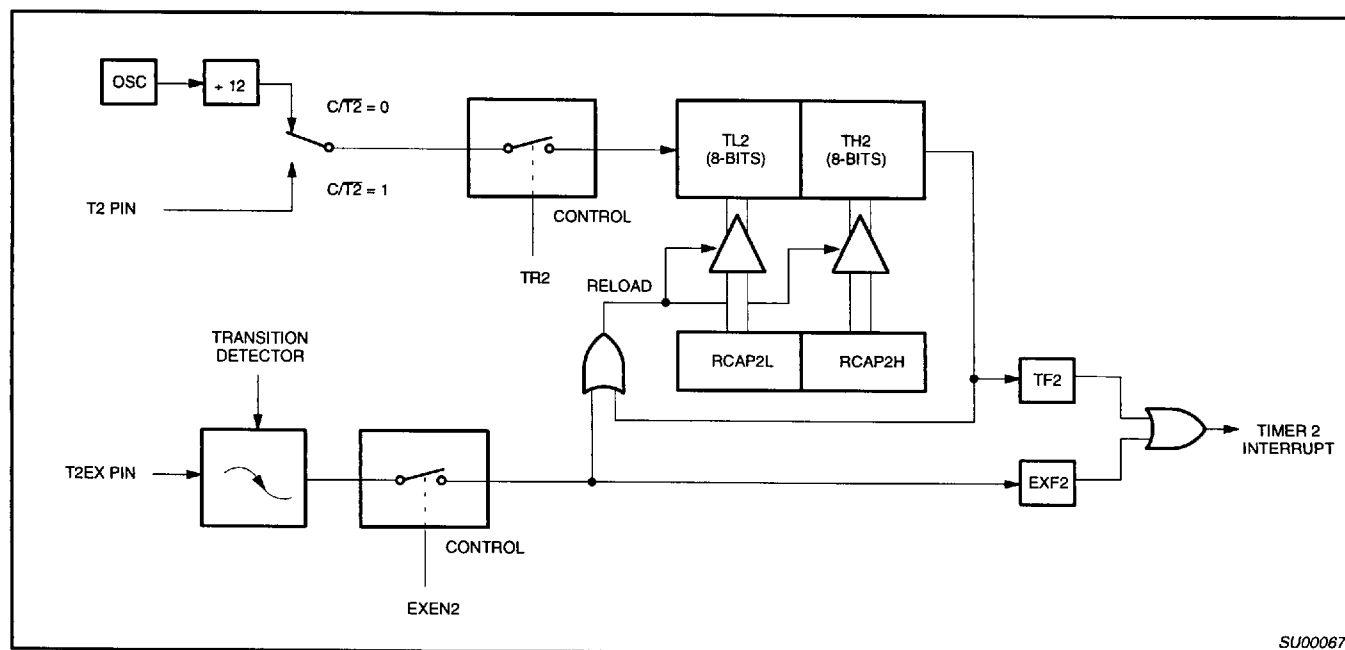 OSC
÷ 12
C/T2 = 0
C/T2 = 1
T2 PIN
CONTROL
TR2
TL2
(8-BITS)
TH2
(8-BITS)
RELOAD
TRANSITION
DETECTOR
RCAP2L
RCAP2H
TF2
TIMER 2
INTERRUPT
T2EX PIN
EXF2
CONTROL
EXEN2
SU00067